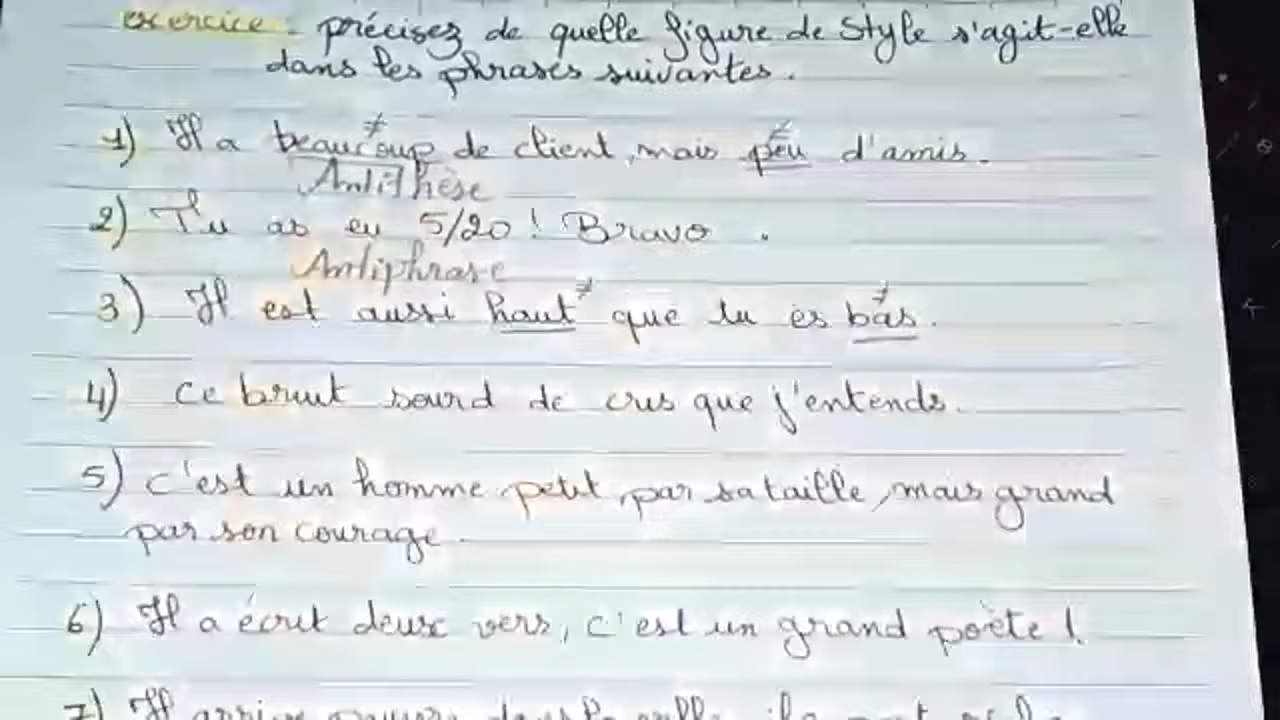 exercice : précisez de quelle figure de style s'agit-elle
dans les phrases suivantes.
1) Il a beaucoup de client, mais peu d'amis.
Antithèse
2) Tu as eu 5/20 ! Bravo.
Antiphrase
3) Il est aussi haut que tu es bas.
4) Ce bruit sourd de cris que j'entends.
5) C'est un homme petit, par sa taille, mais grand
par son courage.
6) Il a écrit deux vers, c'est un grand poète !
7) Il arrive